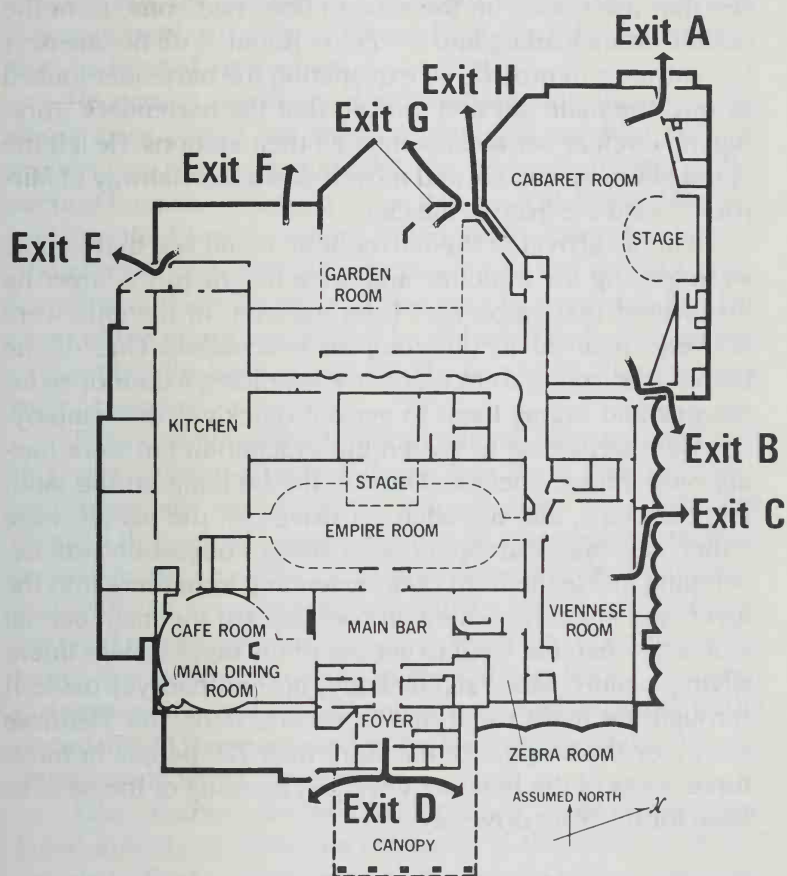 Exit A
Exit H
Exit G
CABARET ROOM
Exit F
STAGE
Exit E
GARDEN
ROOM
KITCHEN
Exit B
STAGE
Exit C
EMPIRE ROOM
VIENNESE
ROOM
CAFE ROOM
(MAIN DINING
ROOM)
MAIN BAR
FOYER
ZEBRA ROOM
Exit D
ASSUMED NORTH
CANOPY